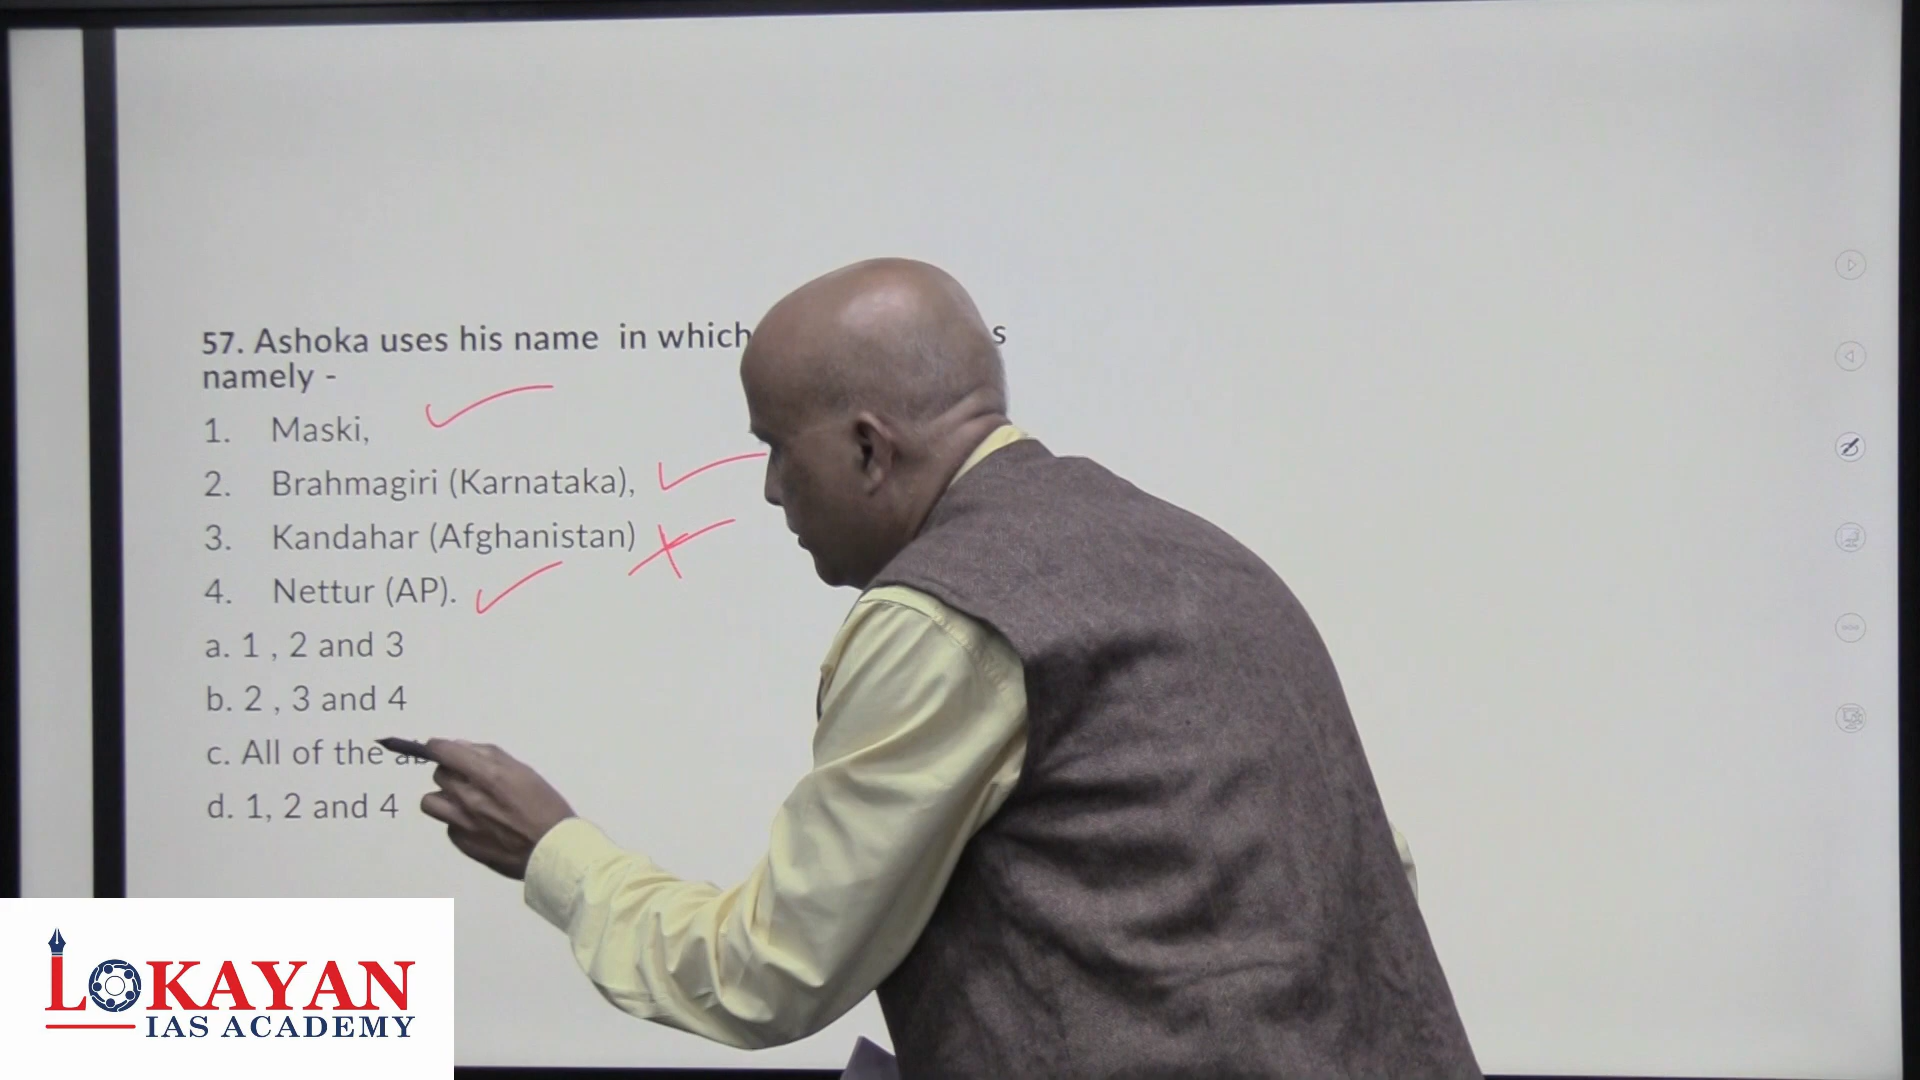 57. Ashoka uses his name in which s
namely -
1. Maski,
2. Brahmagiri (Karnataka),
3. Kandahar (Afghanistan)
4. Nettur (AP).
a. 1 , 2 and 3
b. 2 , 3 and 4
c. All of the
d. 1, 2 and 4
LOKAYAN
IAS ACADEMY